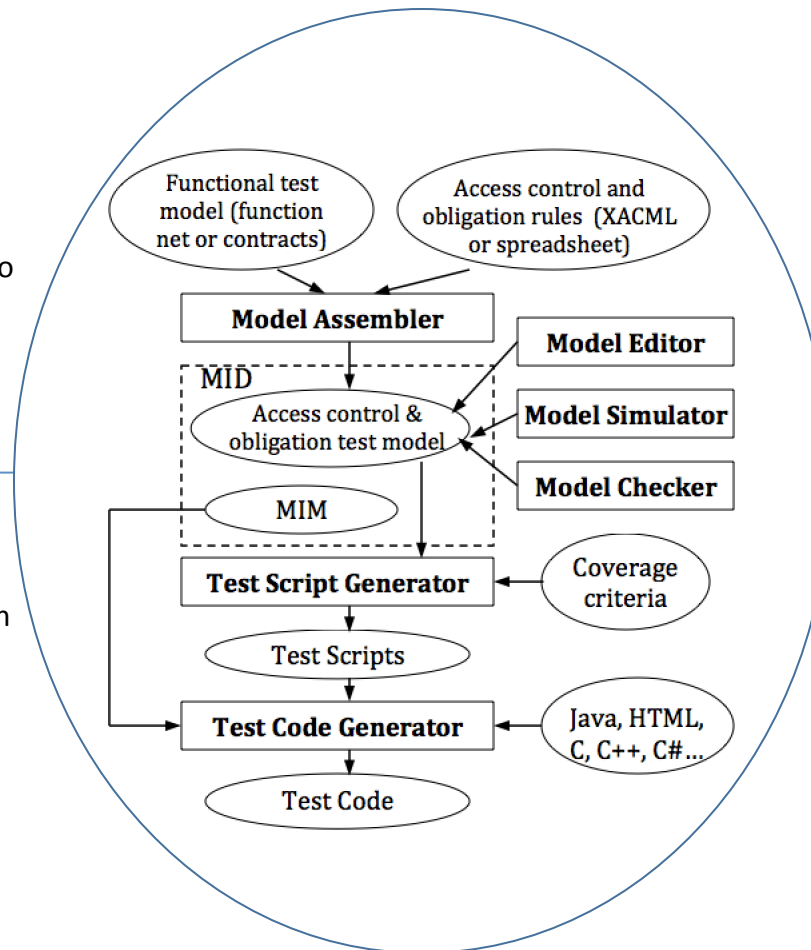 Functional test
model (function
net or contracts)
Access control and
obligation rules (XACML
or spreadsheet)
o
Model Assembler
Model Editor
MID
Access control &
obligation test model
Model Simulator
Model Checker
MIM
Test Script Generator
Coverage
criteria
n
Test Scripts
Test Code Generator
Java, HTML,
C, C++, C#...
Test Code